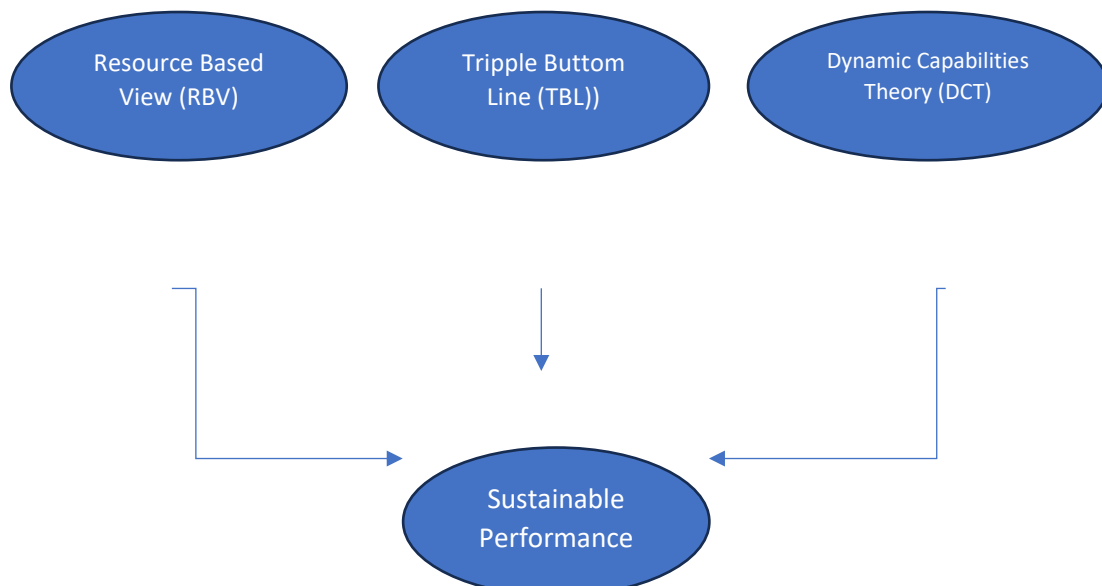 Resource Based
View (RBV)
Tripple Buttom
Line (TBL))
Dynamic Capabilities
Theory (DCT)
Sustainable
Performance